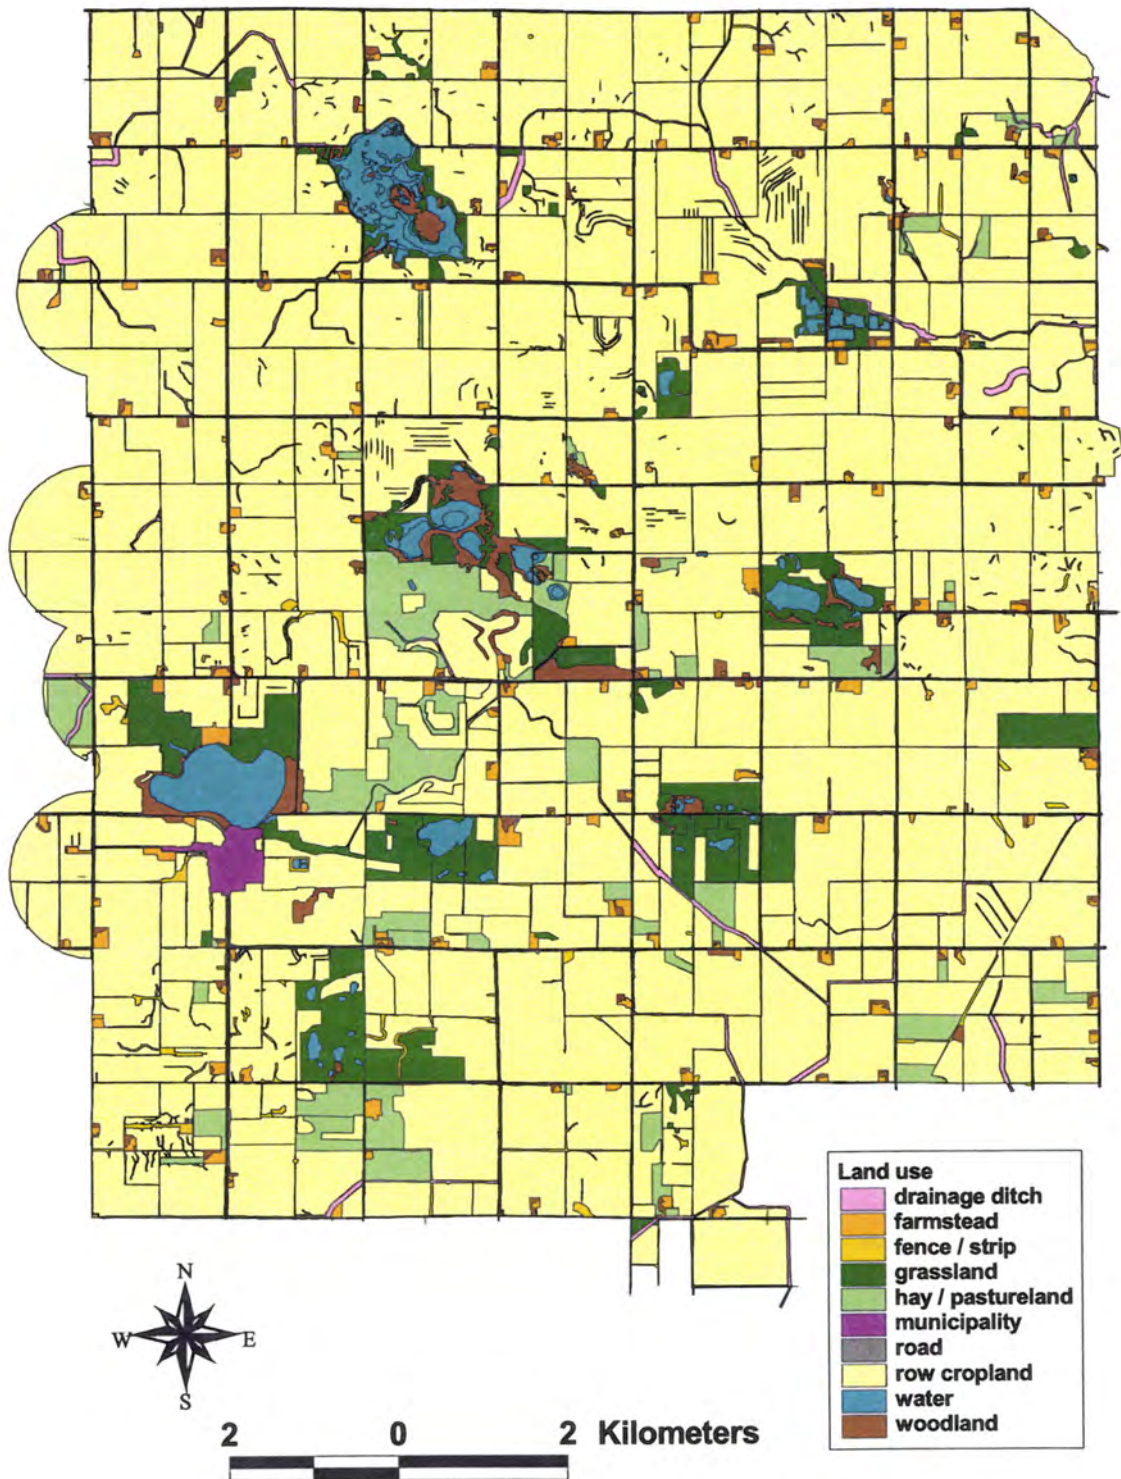 Land use
drainage ditch
farmstead
fence / strip
grassland
hay / pastureland
municipality
road
row cropland
water
woodland
N
W E
S
2 0 2 Kilometers